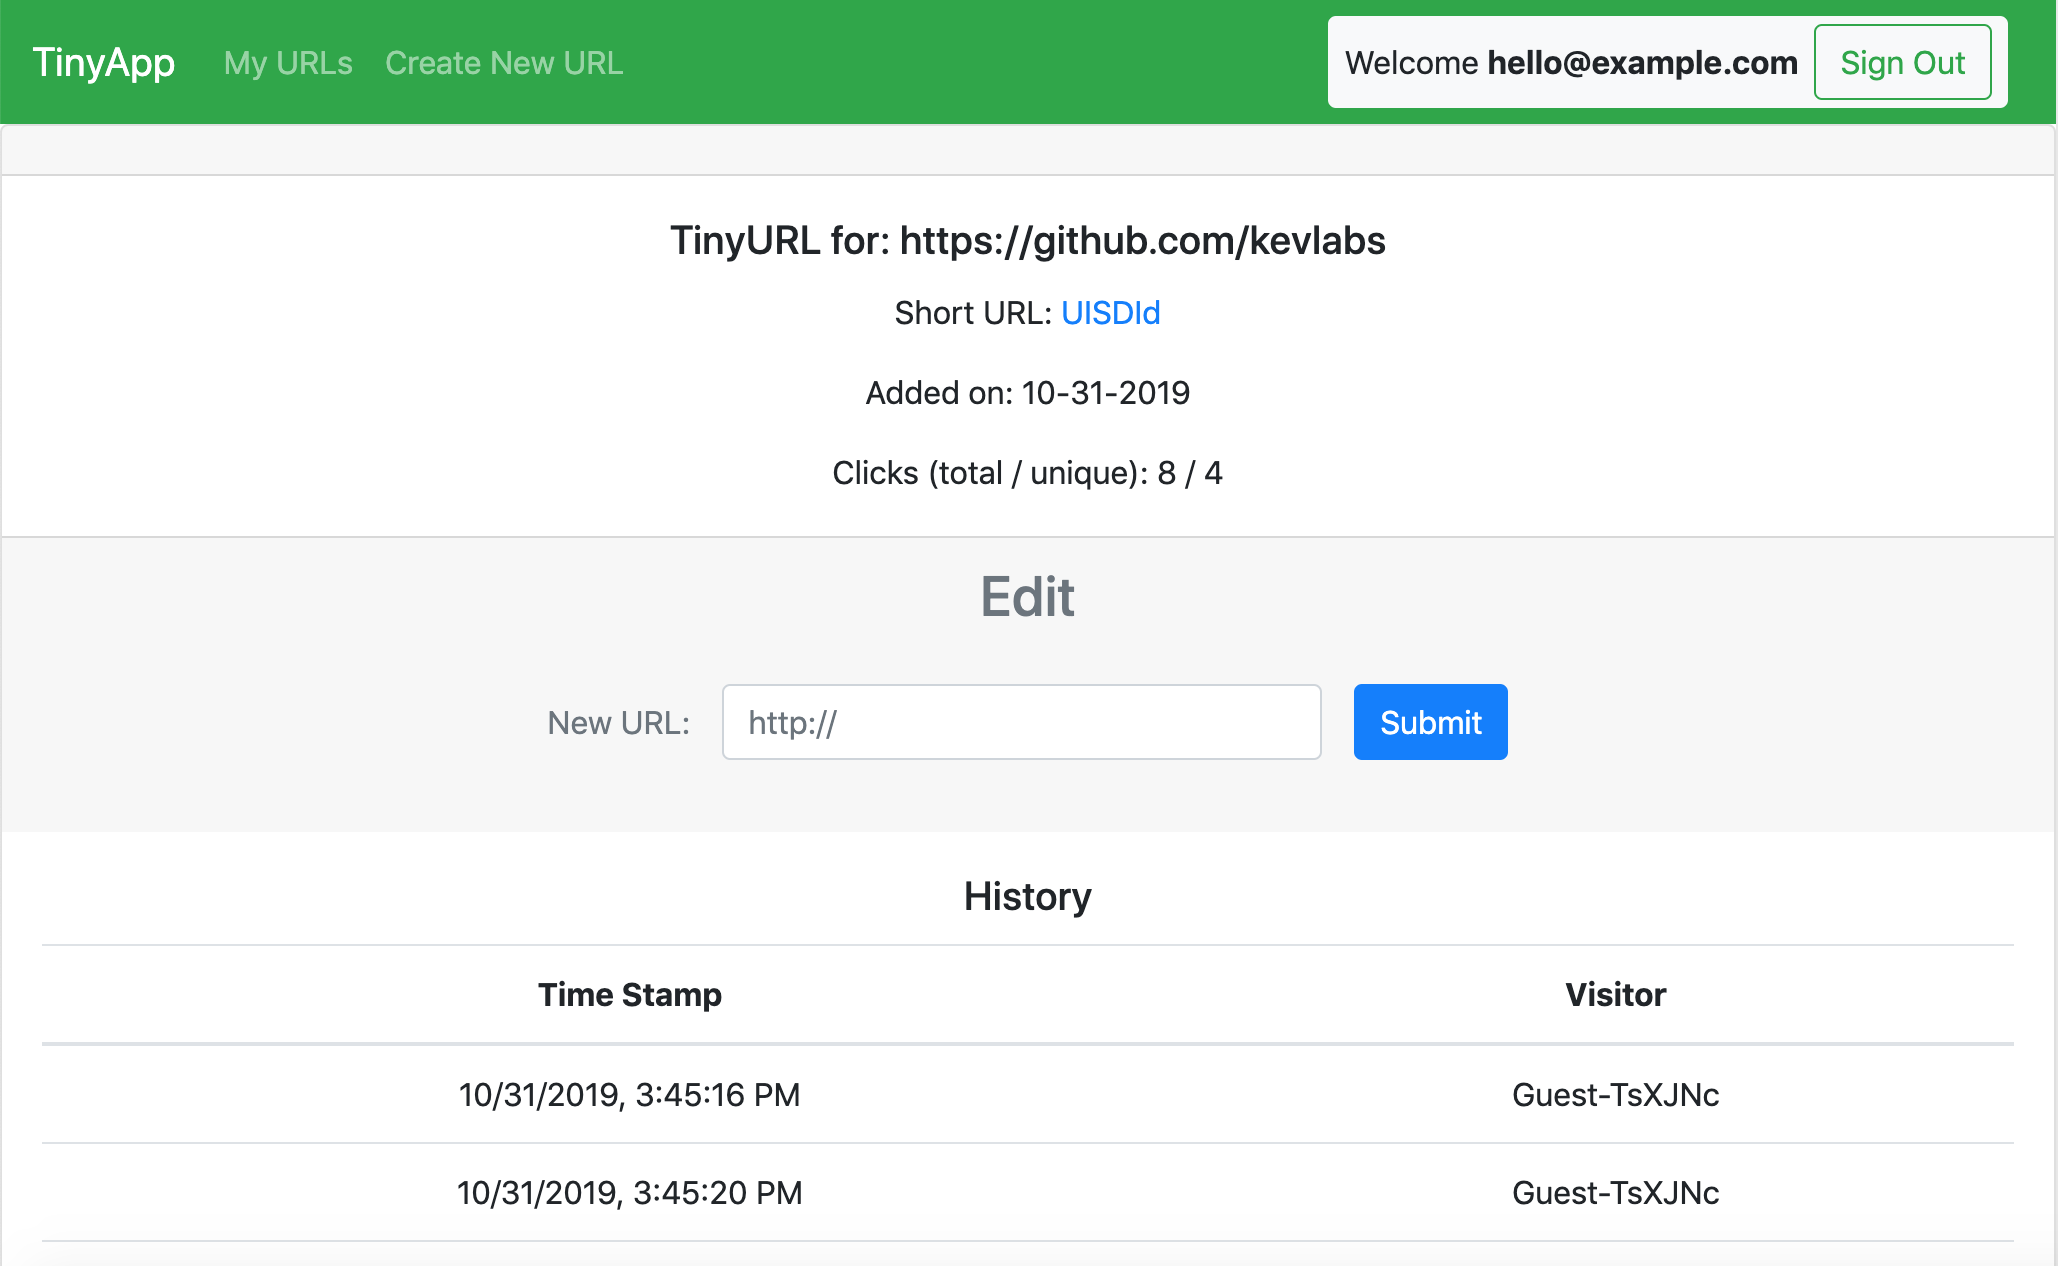 TinyApp My URLs Create New URL Welcome hello@example.com Sign Out
TinyURL for: https://github.com/kevlabs
Short URL: UISDId
Added on: 10-31-2019
Clicks (total / unique): 8 / 4
Edit
New URL: http:// Submit
History
Time Stamp Visitor
10/31/2019, 3:45:16 PM Guest-TsXJNc
10/31/2019, 3:45:20 PM Guest-TsXJNc